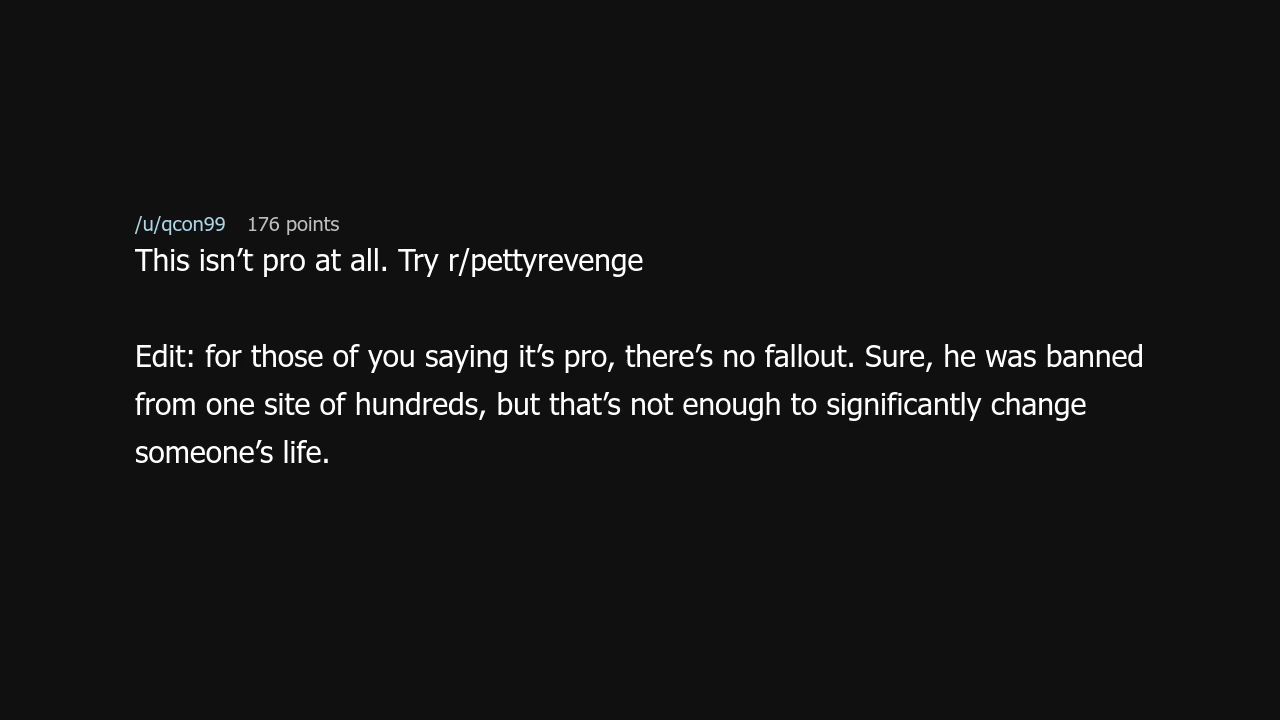 /u/qcon99 176 points
This isn’t pro at all. Try r/pettyrevenge
Edit: for those of you saying it’s pro, there’s no fallout. Sure, he was banned
from one site of hundreds, but that’s not enough to significantly change
someone’s life.